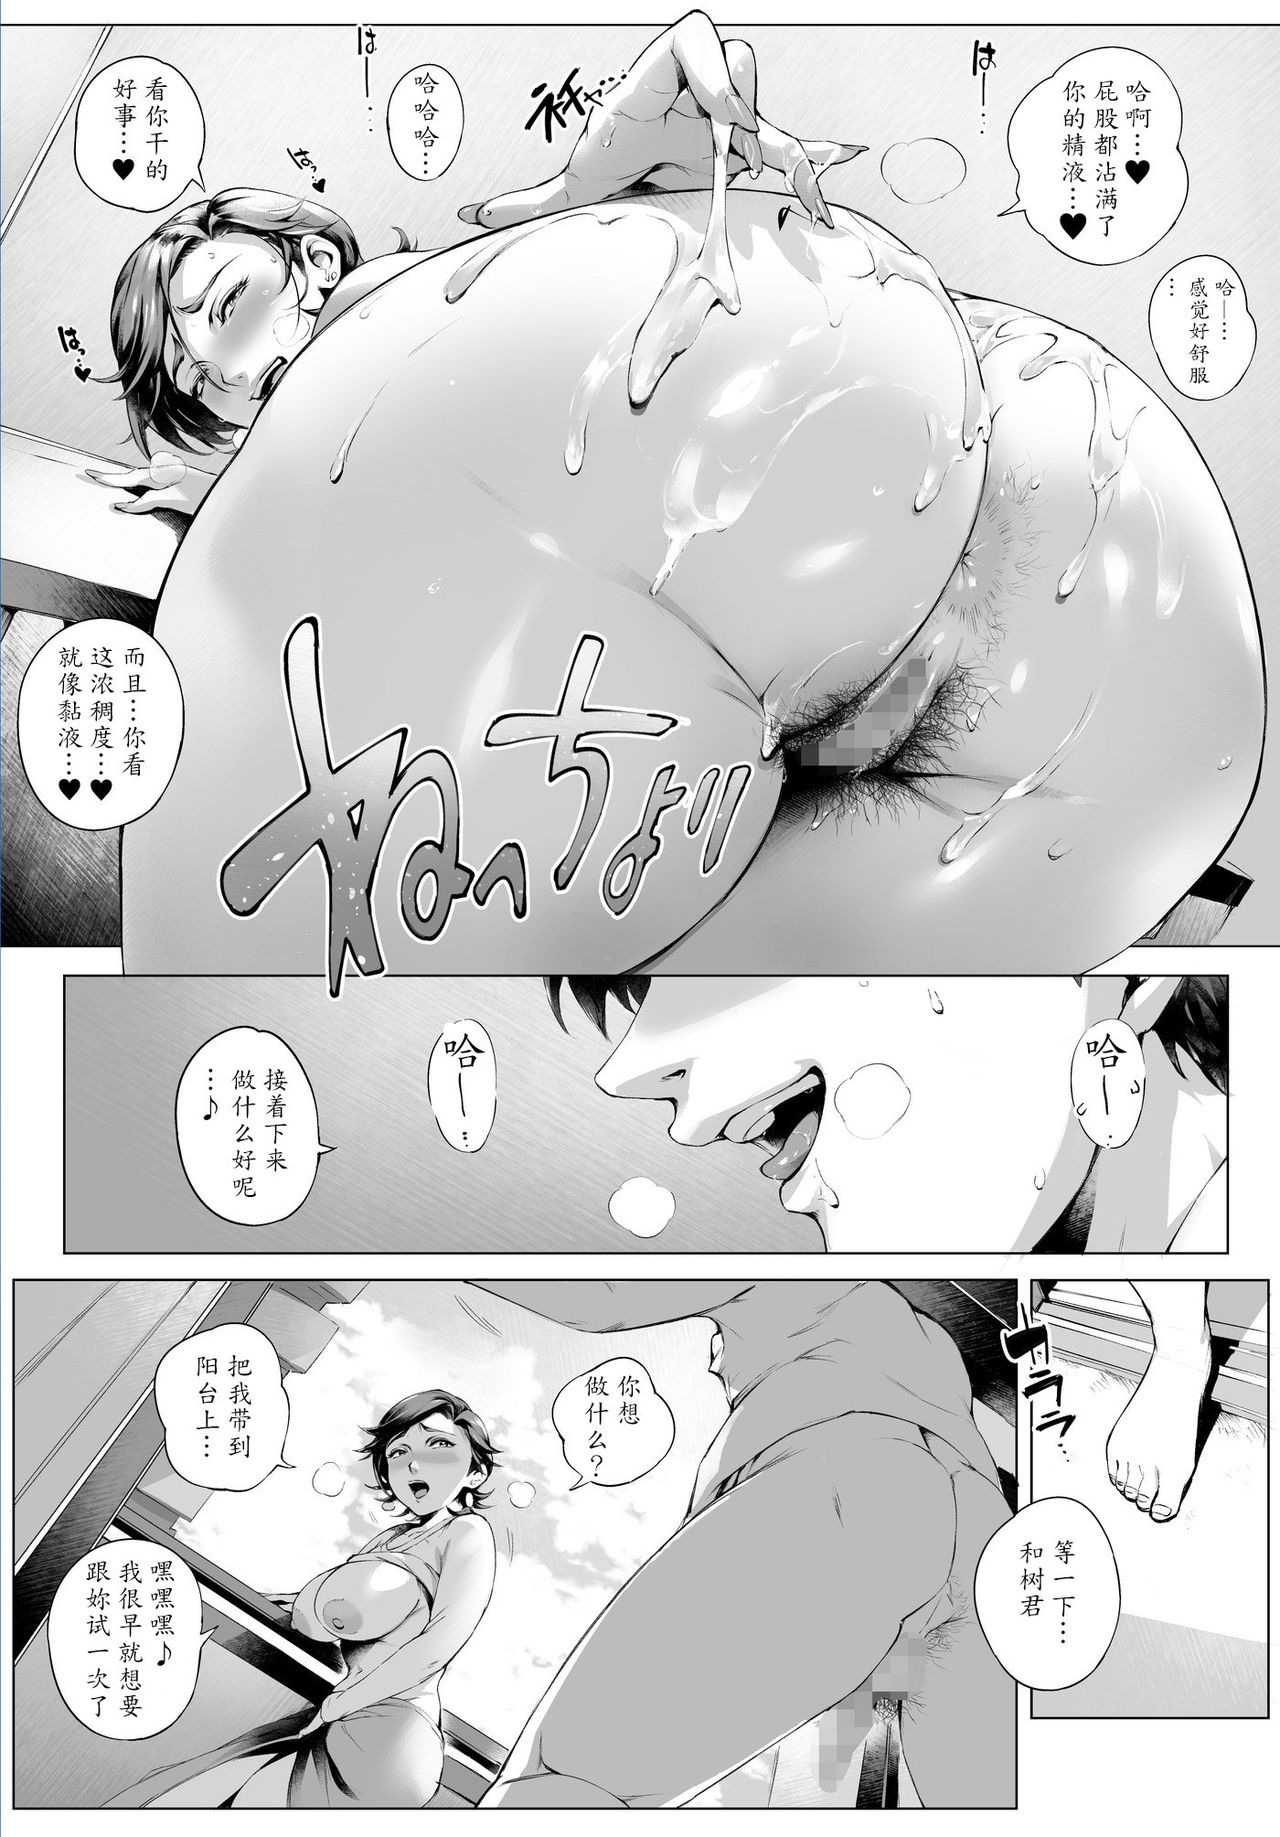 哈啊…♥
屁股都沾满了
你的精液…♥
はー…
哈—…
感觉好舒服
…
ネチャ…
哈哈哈…
はー…
はっ…♥
看你干的
好事…♥
はっ…♥
而且…你看
这浓稠度…♥
就像黏液…♥
ねっちょり
哈—…
哈—…
接着下来
做什么好呢
…♪
ガララ
等一下…
和树君
你想
做什么?
把我带到
阳台上…
嘿嘿嘿♪
我很早就想要
跟妳试一次了